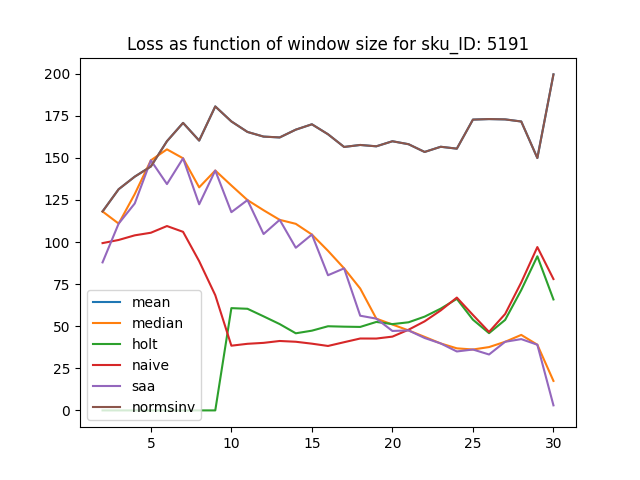 Loss as function of window size for sku_ID: 5191
200
175
150
125
100
75
50
25
0
mean
median
holt
naive
saa
normsinv
5 10 15 20 25 30